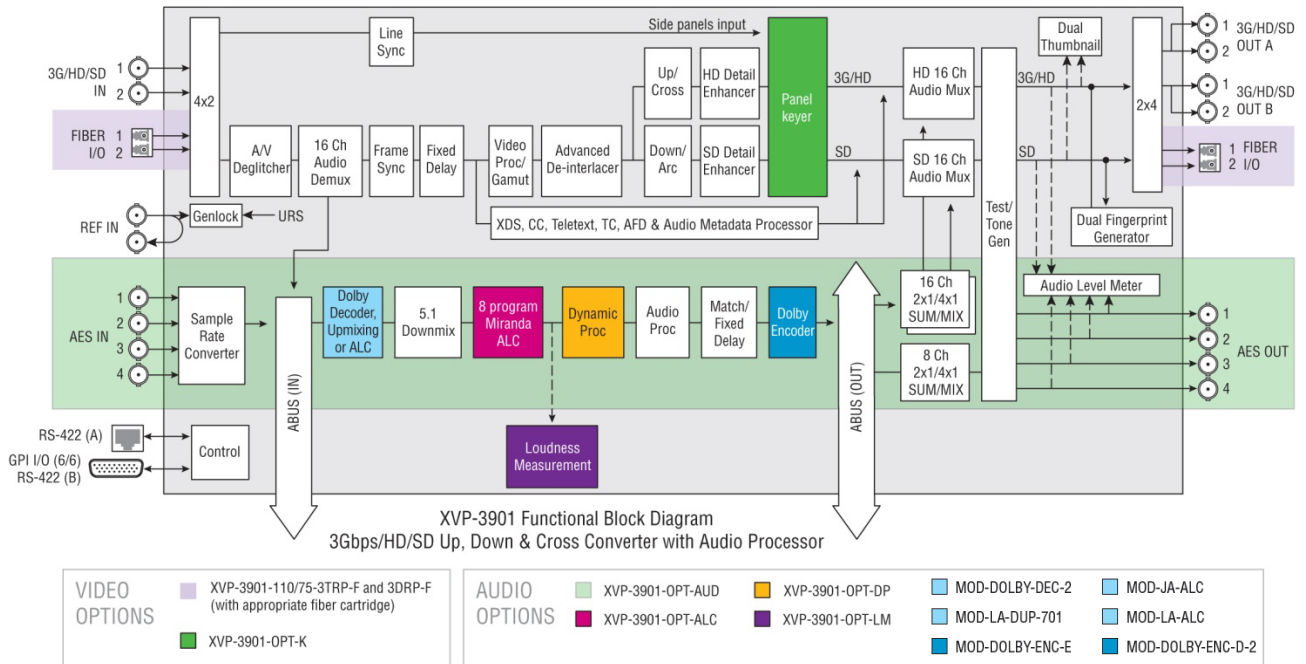 Side panels input
Line
Sync
Dual
Thumbnail
1
2
3G/HD/SD
OUT A
3G/HD/SD
IN
1
2
4x2
Up/
Cross
HD Detail
Enhancer
Panel
keyer
3G/HD
HD 16 Ch
Audio Mux
3G/HD
2x4
1
2
3G/HD/SD
OUT B
FIBER
I/O
1
2
A/V
Deglitcher
16 Ch
Audio
Demux
Frame
Sync
Fixed
Delay
Video
Proc/
Gamut
Advanced
De-interlacer
Down/
Arc
SD Detail
Enhancer
SD
SD 16 Ch
Audio Mux
SD
1
2
FIBER
I/O
REF IN
Genlock
URS
XDS, CC, Teletext, TC, AFD & Audio Metadata Processor
Test/
Tone
Gen
Dual Fingerprint
Generator
AES IN
1
2
3
4
Sample
Rate
Converter
ABUS (IN)
Dolby
Decoder,
Upmixing
or ALC
5.1
Downmix
8 program
Miranda
ALC
Dynamic
Proc
Audio
Proc
Match/
Fixed
Delay
Dolby
Encoder
ABUS (OUT)
16 Ch
2x1/4x1
SUM/MIX
8 Ch
2x1/4x1
SUM/MIX
Audio Level Meter
1
2
3
4
AES OUT
RS-422 (A)
GPI I/O (6/6)
RS-422 (B)
Control
Loudness
Measurement
XVP-3901 Functional Block Diagram
3Gbps/HD/SD Up, Down & Cross Converter with Audio Processor
VIDEO
OPTIONS
XVP-3901-110/75-3TRP-F and 3DRP-F
(with appropriate fiber cartridge)
XVP-3901-OPT-K
AUDIO
OPTIONS
XVP-3901-OPT-AUD
XVP-3901-OPT-ALC
XVP-3901-OPT-DP
XVP-3901-OPT-LM
MOD-DOLBY-DEC-2
MOD-LA-DUP-701
MOD-DOLBY-ENC-E
MOD-JA-ALC
MOD-LA-ALC
MOD-DOLBY-ENC-D-2